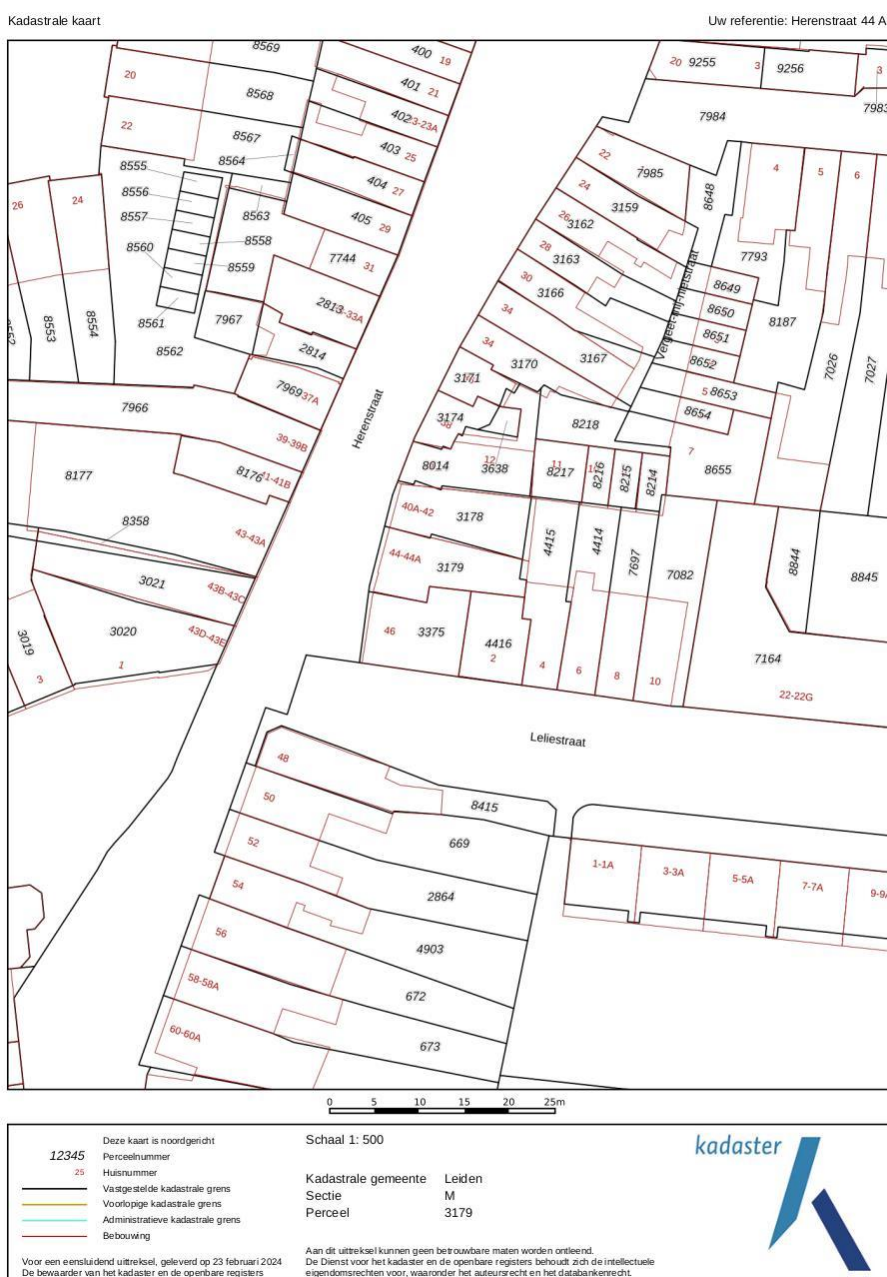 Kadastrale kaart
Uw referentie: Herenstraat 44 A
8569
400 19
20 9255 3 9256 3
20
401 21
8568
7984
7983
402 23-23A
22
8567
403 25
8564
22
4 5 6
8555
7985
404 27
24
8648
8556
26 24
3159
8557
8563
405 29
26
3162
8558
8560
28
3163
7793
8559
7744 31
30
3166
8649
8561
7967
2813 -33A
34
8650
8187
8553
8554
8562
2814
34
3170
3167
Vergeet-mij-nietstraat
8651
7026
7027
8652
3171
7969 37A
5 8653
7966
3174
8218
8654
Herenstraat
38
39-39B
12
11
7
8177
8176 41-41B
8014
3638
8217
8216
8215
8214
8655
40A-42
3178
8358
43-43A
4415
4414
7697
44-44A
3179
7082
8844
8845
3021
43B-43C
3020
43D-43E
3019
46 3375
4416
7164
1
2
4
6
8
10
3
22-22G
Leliestraat
48
8415
50
669
52
1-1A
3-3A
5-5A
7-7A
54
2864
56
4903
58-58A
672
60-60A
673
0 5 10 15 20 25m
Deze kaart is noordgericht
12345 Perceelnummer
25 Huisnummer
Vastgestelde kadastrale grens
Voorlopige kadastrale grens
Administratieve kadastrale grens
Bebouwing
Voor een eensluidend uittreksel, geleverd op 23 februari 2024
De bewaarder van het kadaster en de openbare registers
Schaal 1: 500
Kadastrale gemeente Leiden
Sectie M
Perceel 3179
Aan dit uittreksel kunnen geen betrouwbare maten worden ontleend.
De Dienst voor het kadaster en de openbare registers behoudt zich de intellectuele
eigendomsrechten voor, waaronder het auteursrecht en het databankenrecht.
kadaster